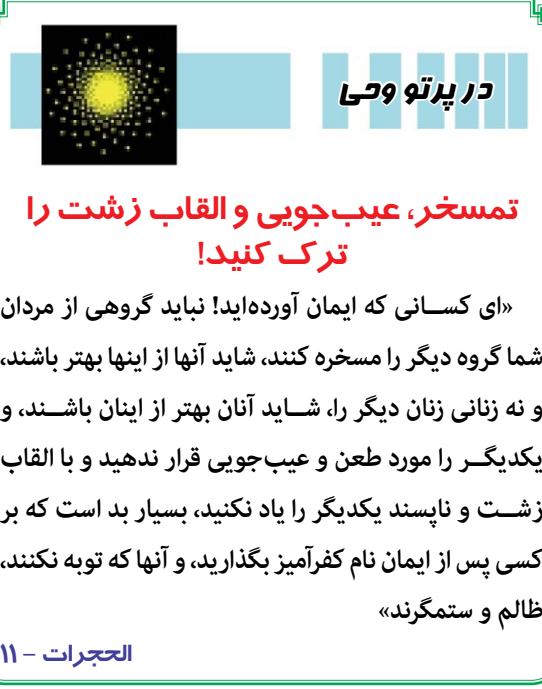 در پرتو وحی
تمسخر، عیب‌جویی و القاب زشت را
ترک کنید!
«ای کسانی که ایمان آورده‌اید! نباید گروهی از مردان
شما گروه دیگر را مسخره کنند، شاید آنها از اینها بهتر باشند،
و نه زنانی زنان دیگر را، شاید آنان بهتر از اینان باشند، و
یکدیگر را مورد طعن و عیب‌جویی قرار ندهید و با القاب
زشت و ناپسند یکدیگر را یاد نکنید، بسیار بد است که بر
کسی پس از ایمان نام کفرآمیز بگذارید، و آنها که توبه نکنند،
ظالم و ستمگرند»
الحجرات – ۱۱